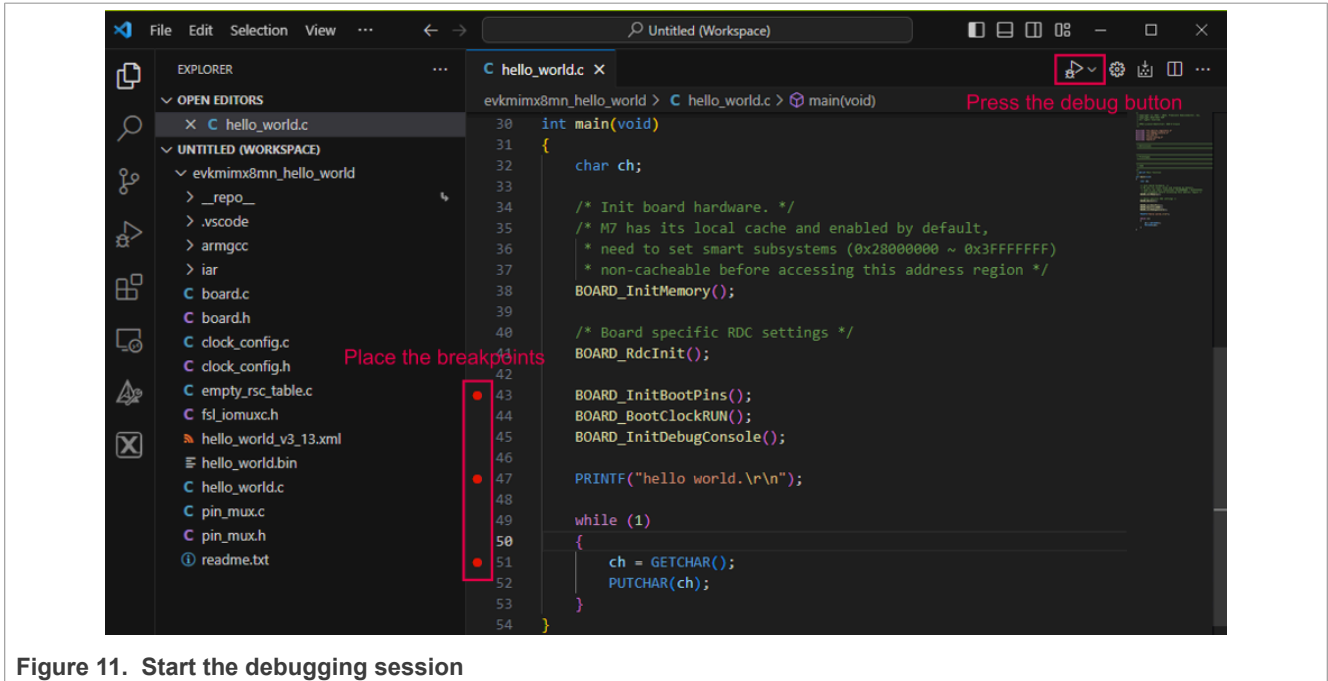 File Edit Selection View ··· Untitled (Workspace)
EXPLORER ···
OPEN EDITORS
C hello_world.c
UNTITLED (WORKSPACE)
evkmimx8mn_hello_world
__repo__
.vscode
armgcc
iar
C board.c
C board.h
C clock_config.c
C clock_config.h
C empty_rsc_table.c
C fsl_iomuxc.h
hello_world_v3_13.xml
hello_world.bin
C hello_world.c
C pin_mux.c
C pin_mux.h
readme.txt
C hello_world.c
evkmimx8mn_hello_world > C hello_world.c > main(void)
Press the debug button
Place the breakpoints
30 int main(void)
31 {
32 char ch;
33
34 /* Init board hardware. */
35 /* M7 has its local cache and enabled by default,
36 * need to set smart subsystems (0x28000000 ~ 0x3FFFFFFF)
37 * non-cacheable before accessing this address region */
38 BOARD_InitMemory();
39
40 /* Board specific RDC settings */
41 BOARD_RdcInit();
42
43 BOARD_InitBootPins();
44 BOARD_BootClockRUN();
45 BOARD_InitDebugConsole();
46
47 PRINTF("hello world.\r\n");
48
49 while (1)
50 {
51 ch = GETCHAR();
52 PUTCHAR(ch);
53 }
54 }
Figure 11. Start the debugging session